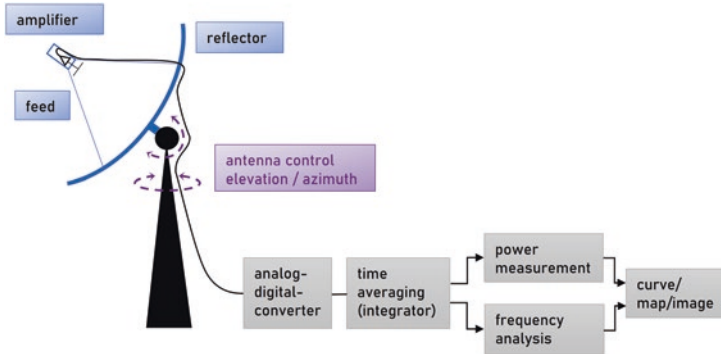 amplifier
reflector
feed
antenna control
elevation / azimuth
analog-
digital-
converter
time
averaging
(integrator)
power
measurement
frequency
analysis
curve/
map/image